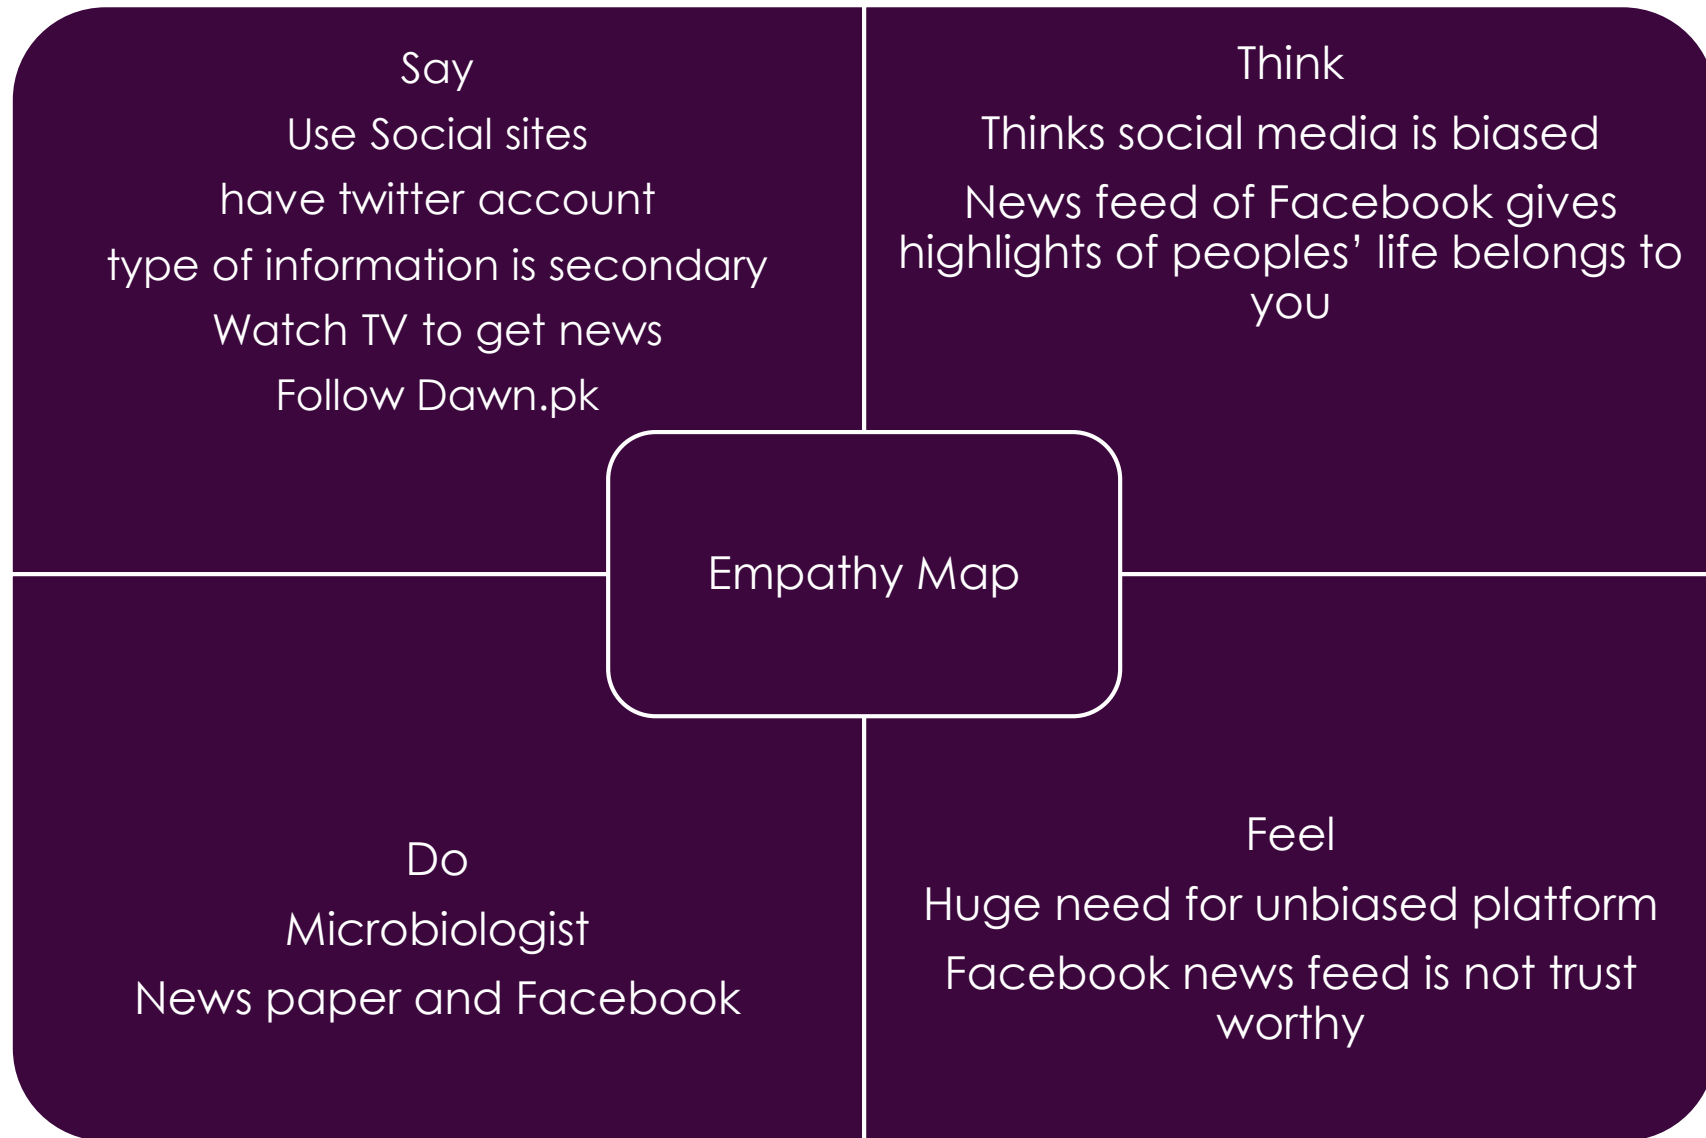 Say
Use Social sites
have twitter account
type of information is secondary
Watch TV to get news
Follow Dawn.pk
Think
Thinks social media is biased
News feed of Facebook gives
highlights of peoples’ life belongs to
you
Empathy Map
Do
Microbiologist
News paper and Facebook
Feel
Huge need for unbiased platform
Facebook news feed is not trust
worthy